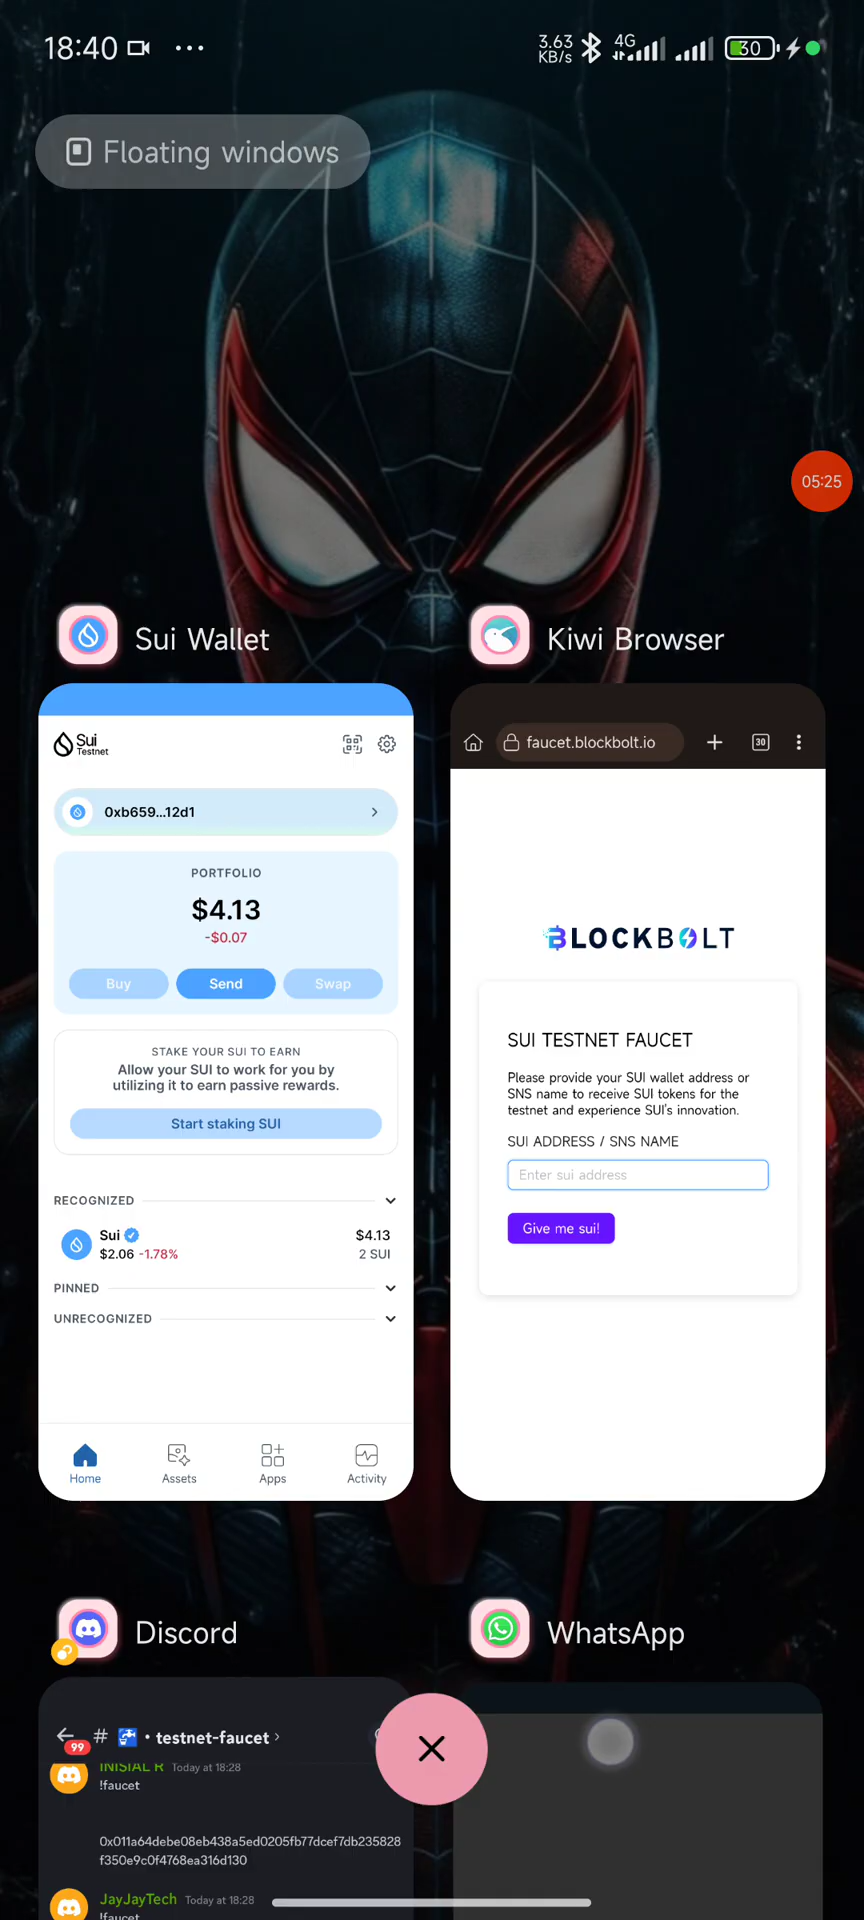 18:40
3.63
KB/s
4G
30
Floating windows
05:25
Sui Wallet
Sui
Testnet
0xb659...12d1
PORTFOLIO
$4.13
-$0.07
Buy
Send
Swap
STAKE YOUR SUI TO EARN
Allow your SUI to work for you by
utilizing it to earn passive rewards.
Start staking SUI
RECOGNIZED
Sui
$4.13
$2.06 -1.78%
2 SUI
PINNED
UNRECOGNIZED
Home
Assets
Apps
Activity
Kiwi Browser
faucet.blockbolt.io
30
BLOCKBOLT
SUI TESTNET FAUCET
Please provide your SUI wallet address or
SNS name to receive SUI tokens for the
testnet and experience SUI's innovation.
SUI ADDRESS / SNS NAME
Enter sui address
Give me sui!
Discord
99
# • testnet-faucet ›
INISIAL R Today at 18:28
!faucet
0x011a64debe08eb438a5ed0205fb77dcef7db235828
f350e9c0f4768ea316d130
JayJayTech Today at 18:28
!faucet
WhatsApp